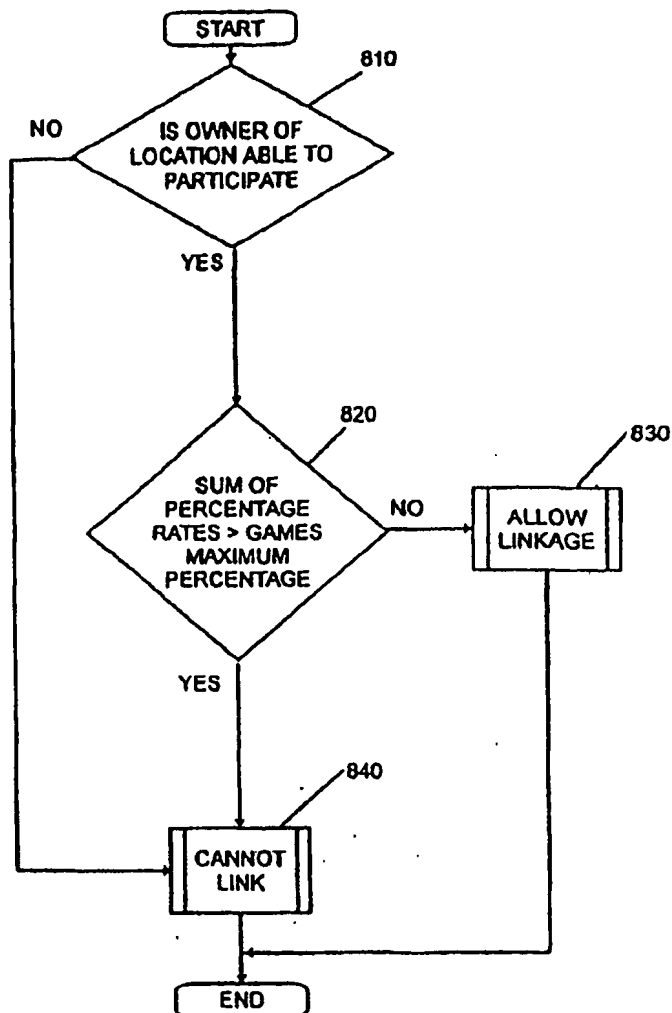 START
810
NO
IS OWNER OF
LOCATION ABLE TO
PARTICIPATE
YES
820
830
SUM OF
PERCENTAGE
RATES > GAMES
MAXIMUM
PERCENTAGE
NO
ALLOW
LINKAGE
YES
840
CANNOT
LINK
END